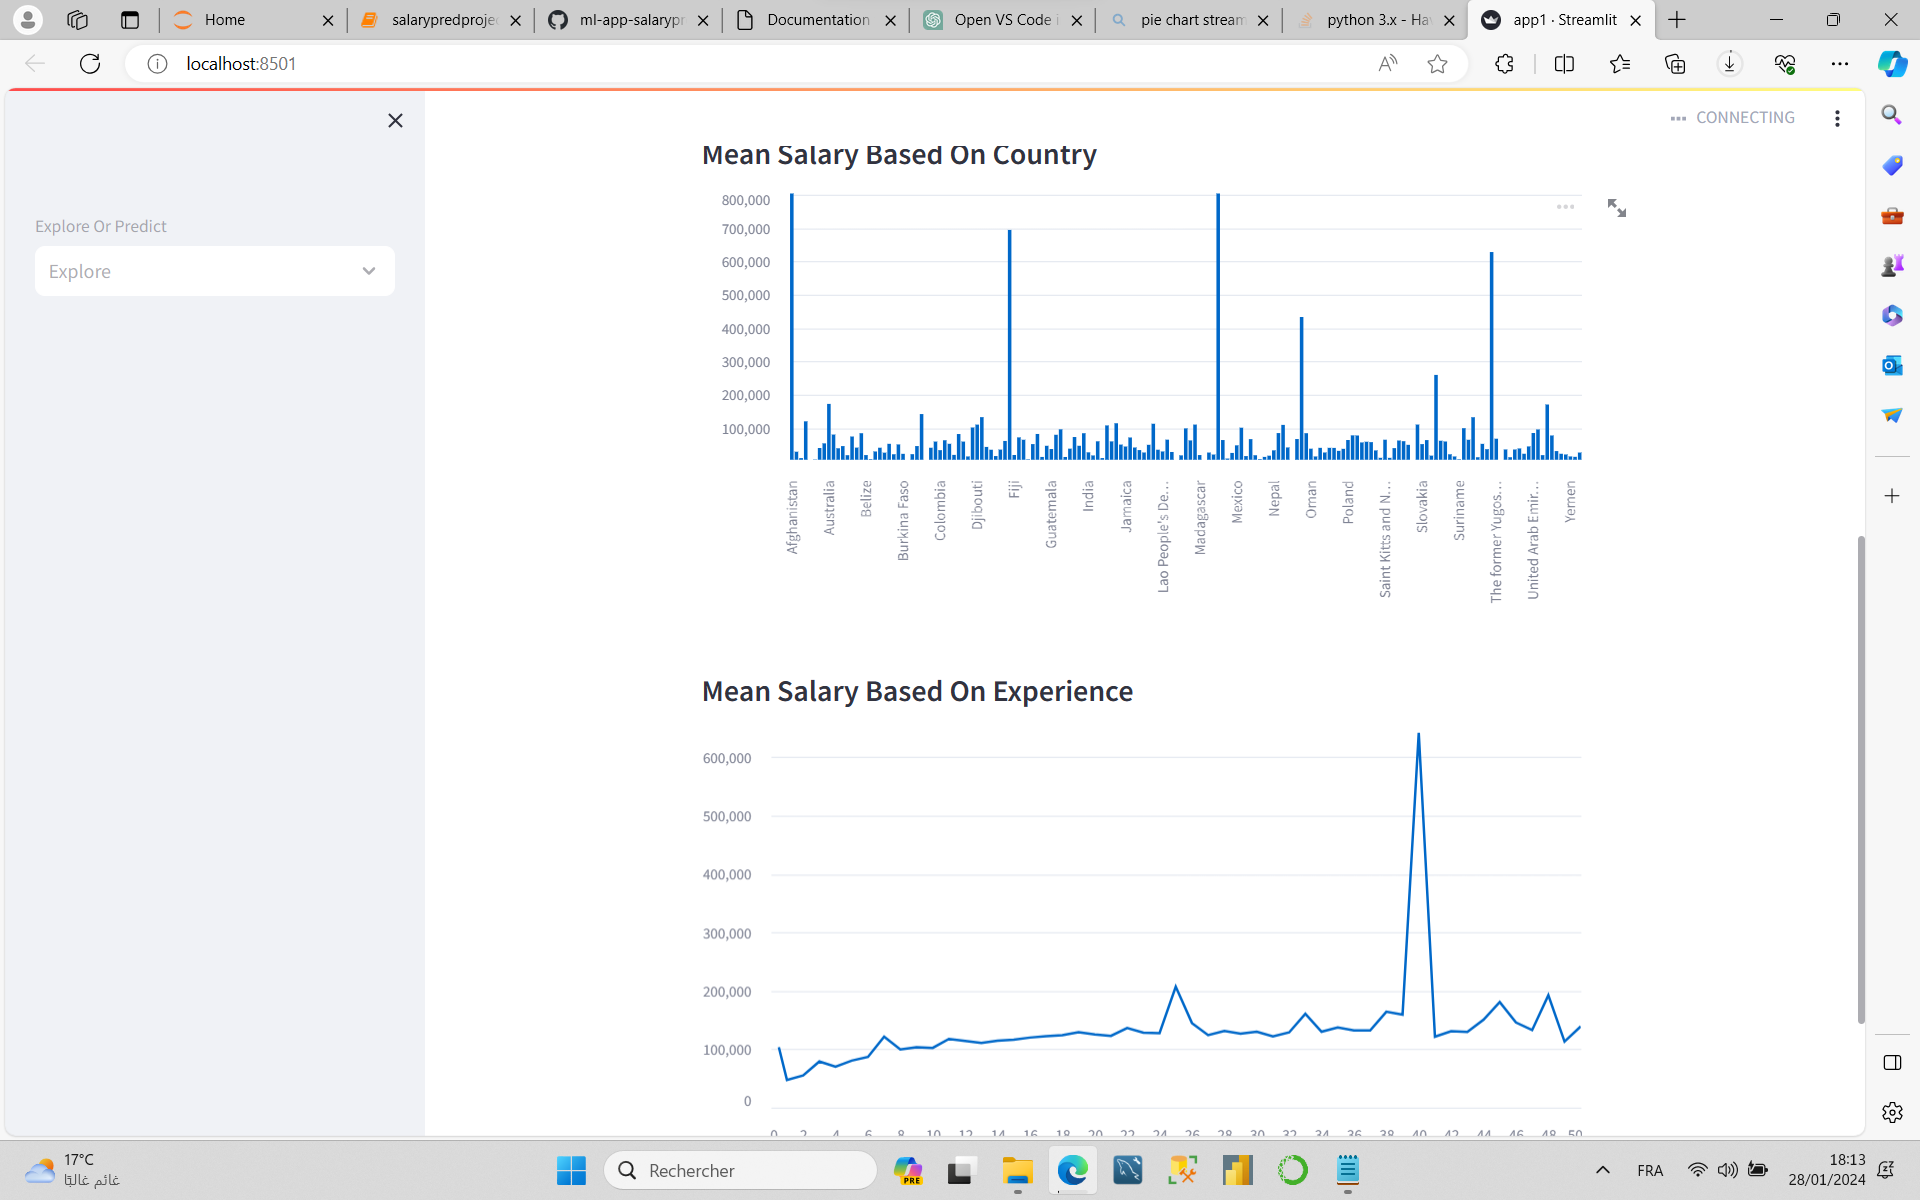 Home
salarypredproje
ml-app-salarypr
Documentation
Open VS Code i
pie chart stream
python 3.x - Ha
app1 · Streamlit
localhost:8501
CONNECTING
Explore Or Predict
Explore
Mean Salary Based On Country
800,000
700,000
600,000
500,000
400,000
300,000
200,000
100,000
Afghanistan
Australia
Belize
Burkina Faso
Colombia
Djibouti
Fiji
Guatemala
India
Jamaica
Lao People's De…
Madagascar
Mexico
Nepal
Oman
Poland
Saint Kitts and N…
Slovakia
Suriname
The former Yugos…
United Arab Emir…
Yemen
Mean Salary Based On Experience
600,000
500,000
400,000
300,000
200,000
100,000
0
0 2 4 6 8 10 12 14 16 18 20 22 24 26 28 30 32 34 36 38 40 42 44 46 48 50
17°C
غائم غالبًا
Rechercher
PRE
FRA
18:13
28/01/2024